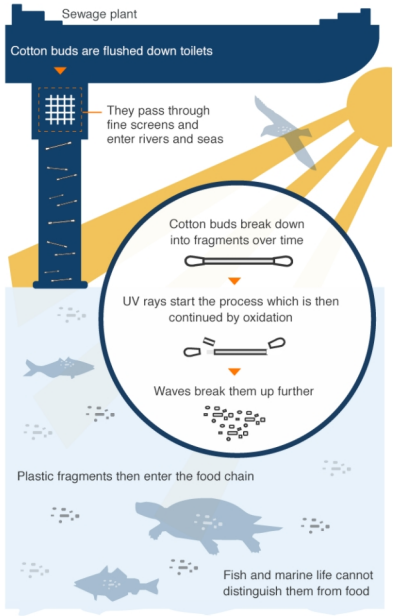 Sewage plant
Cotton buds are flushed down toilets
They pass through
fine screens and
enter rivers and seas
Cotton buds break down
into fragments over time
UV rays start the process which is then
continued by oxidation
Waves break them up further
Plastic fragments then enter the food chain
Fish and marine life cannot
distinguish them from food